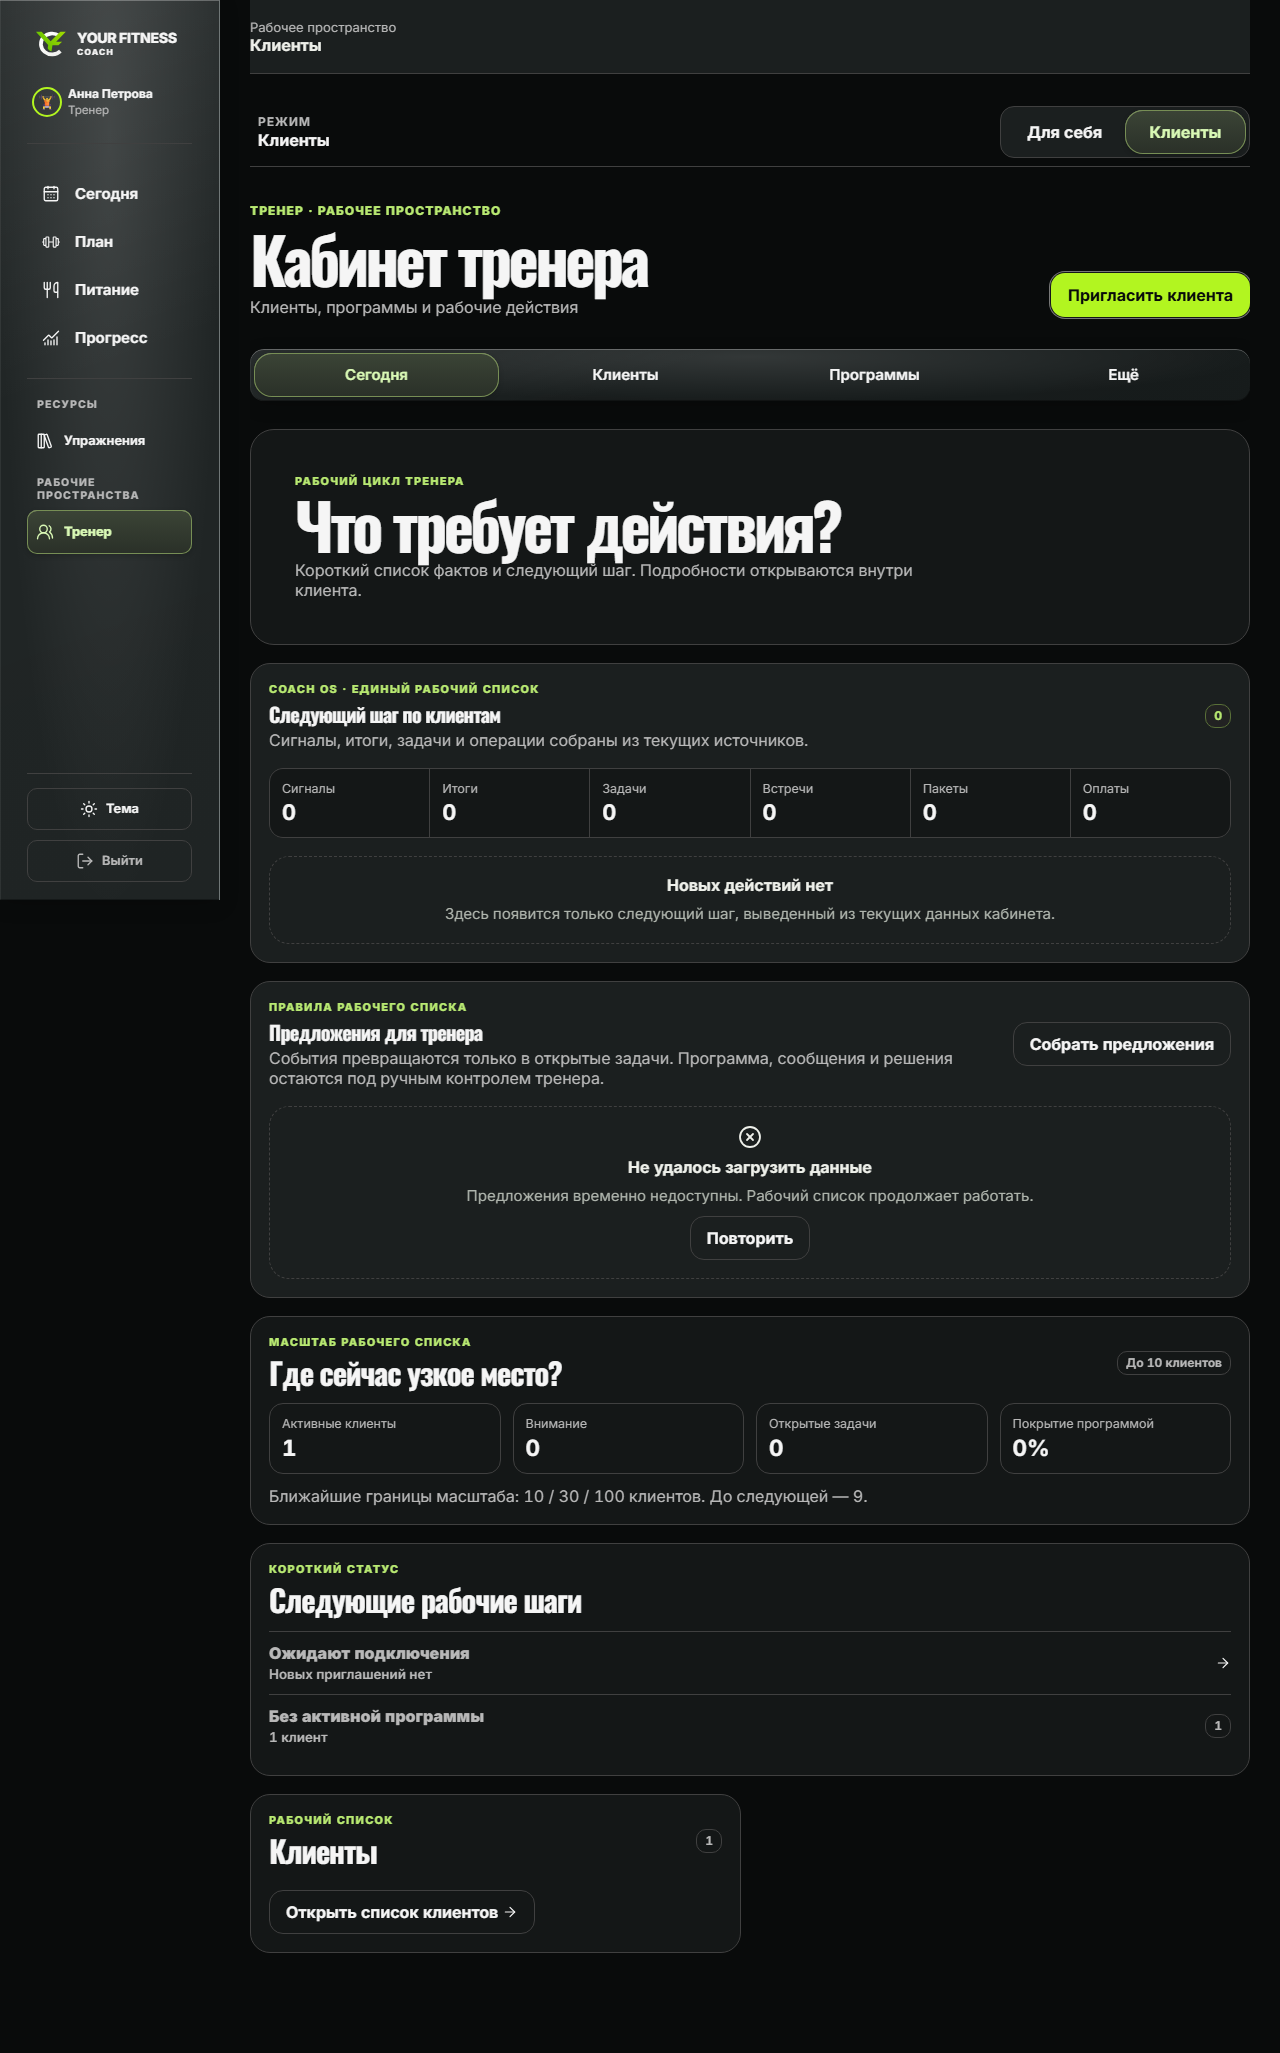 YOUR FITNESS
COACH
Анна Петрова
Тренер
Сегодня
План
Питание
Прогресс
РЕСУРСЫ
Упражнения
РАБОЧИЕ
ПРОСТРАНСТВА
Тренер
Тема
Выйти
Рабочее пространство
Клиенты
РЕЖИМ
Клиенты
Для себя
Клиенты
ТРЕНЕР · РАБОЧЕЕ ПРОСТРАНСТВО
Кабинет тренера
Клиенты, программы и рабочие действия
Пригласить клиента
Сегодня
Клиенты
Программы
Ещё
РАБОЧИЙ ЦИКЛ ТРЕНЕРА
Что требует действия?
Короткий список фактов и следующий шаг. Подробности открываются внутри
клиента.
COACH OS · ЕДИНЫЙ РАБОЧИЙ СПИСОК
Следующий шаг по клиентам
0
Сигналы, итоги, задачи и операции собраны из текущих источников.
Сигналы
0
Итоги
0
Задачи
0
Встречи
0
Пакеты
0
Оплаты
0
Новых действий нет
Здесь появится только следующий шаг, выведенный из текущих данных кабинета.
ПРАВИЛА РАБОЧЕГО СПИСКА
Предложения для тренера
События превращаются только в открытые задачи. Программа, сообщения и решения
остаются под ручным контролем тренера.
Собрать предложения
Не удалось загрузить данные
Предложения временно недоступны. Рабочий список продолжает работать.
Повторить
МАСШТАБ РАБОЧЕГО СПИСКА
Где сейчас узкое место?
До 10 клиентов
Активные клиенты
1
Внимание
0
Открытые задачи
0
Покрытие программой
0%
Ближайшие границы масштаба: 10 / 30 / 100 клиентов. До следующей — 9.
КОРОТКИЙ СТАТУС
Следующие рабочие шаги
Ожидают подключения
Новых приглашений нет
Без активной программы
1 клиент
1
РАБОЧИЙ СПИСОК
Клиенты
1
Открыть список клиентов